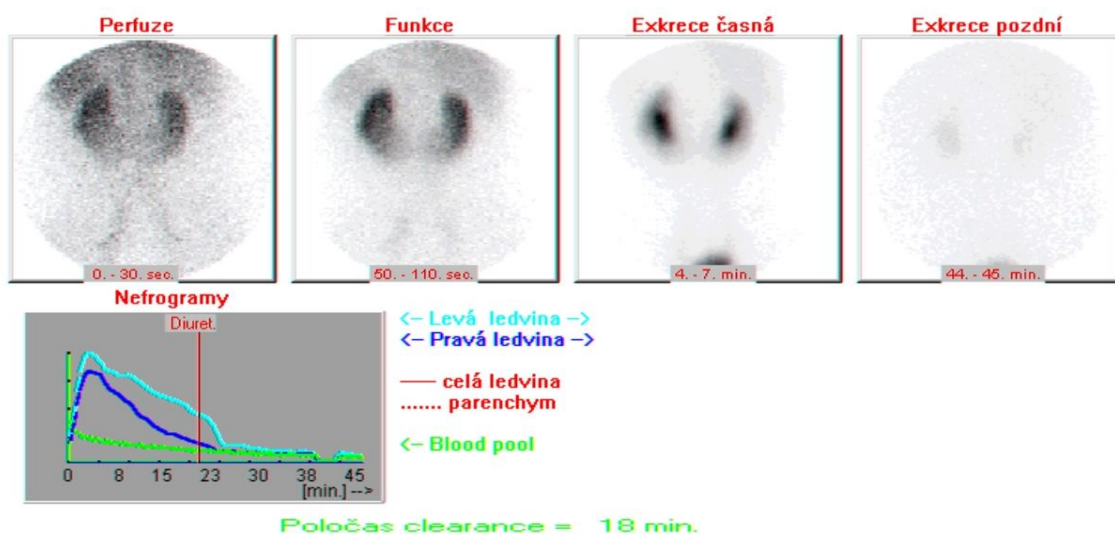 Perfuze
Funkce
Exkrece časná
Exkrece pozdní
0. - 30. sec.
50. - 110. sec.
4. - 7. min.
44. - 45. min.
Nefrogramy
Diuret.
<– Levá ledvina –>
<– Pravá ledvina –>
—— celá ledvina
....... parenchym
<– Blood pool
0 8 15 23 30 38 45
[min.] -->
Poločas clearance = 18 min.